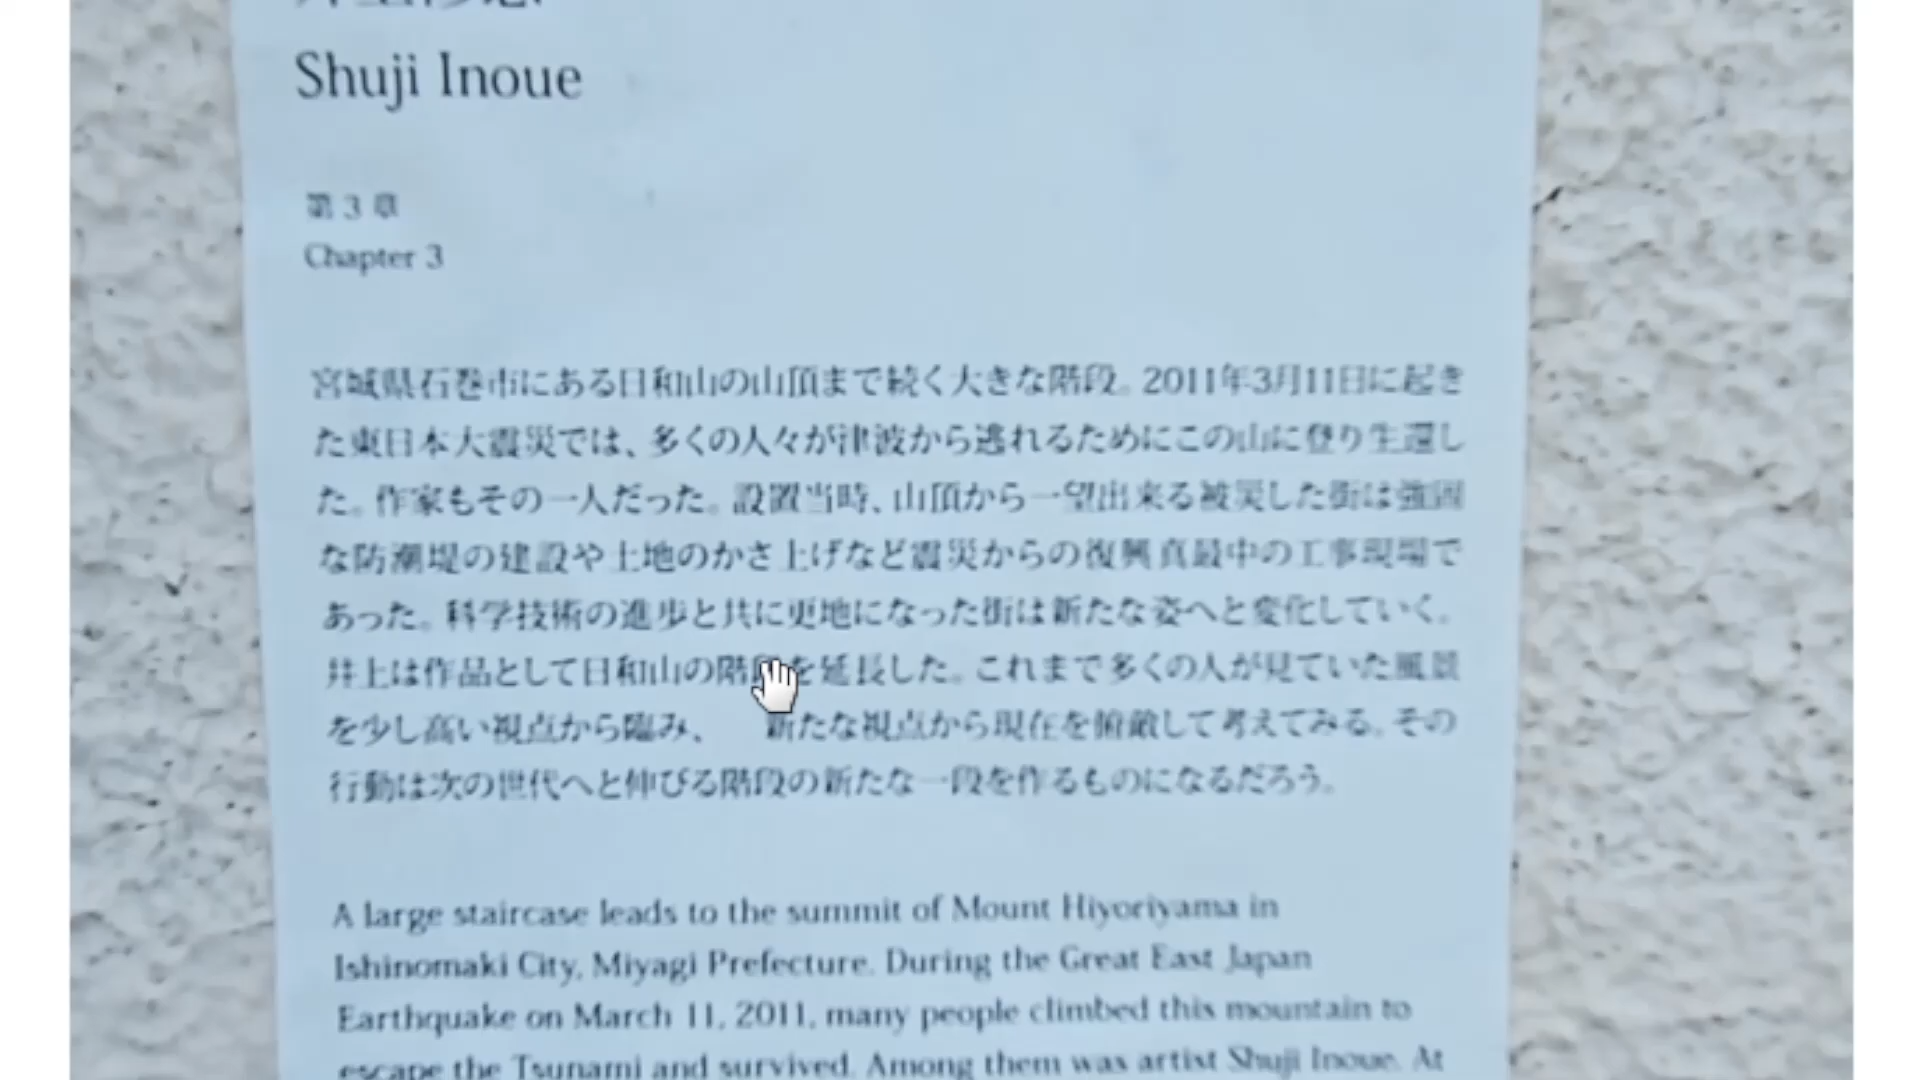 Shuji Inoue
第3章
Chapter 3
宮城県石巻市にある日和山の山頂まで続く大きな階段。2011年3月11日に起き
た東日本大震災では、多くの人々が津波から逃れるためにこの山に登り生還し
た。作家もその一人だった。設置当時、山頂から一望出来る被災した街は強固
な防潮堤の建設や土地のかさ上げなど震災からの復興真最中の工事現場で
あった。科学技術の進歩と共に更地になった街は新たな姿へと変化していく。
井上は作品として日和山の階段を延長した。これまで多くの人が見ていた風景
を少し高い視点から臨み、 新たな視点から現在を俯瞰して考えてみる。その
行動は次の世代へと伸びる階段の新たな一段を作るものになるだろう。
A large staircase leads to the summit of Mount Hiyoriyama in
Ishinomaki City, Miyagi Prefecture. During the Great East Japan
Earthquake on March 11, 2011, many people climbed this mountain to
escape the Tsunami and survived. Among them was artist Shuji Inoue. At